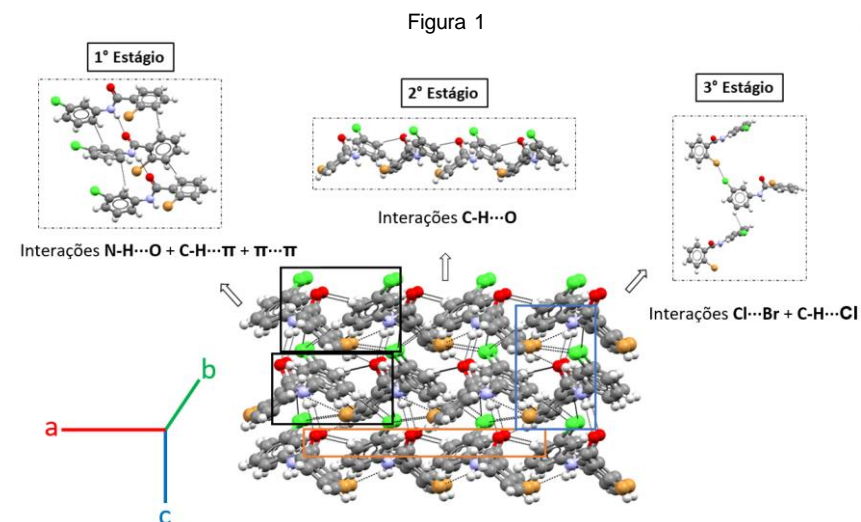 Figura 1
1° Estágio
2° Estágio
3° Estágio
Interações C-H···O
Interações N-H···O + C-H···π + π···π
Interações Cl···Br + C-H···Cl
b
a
c